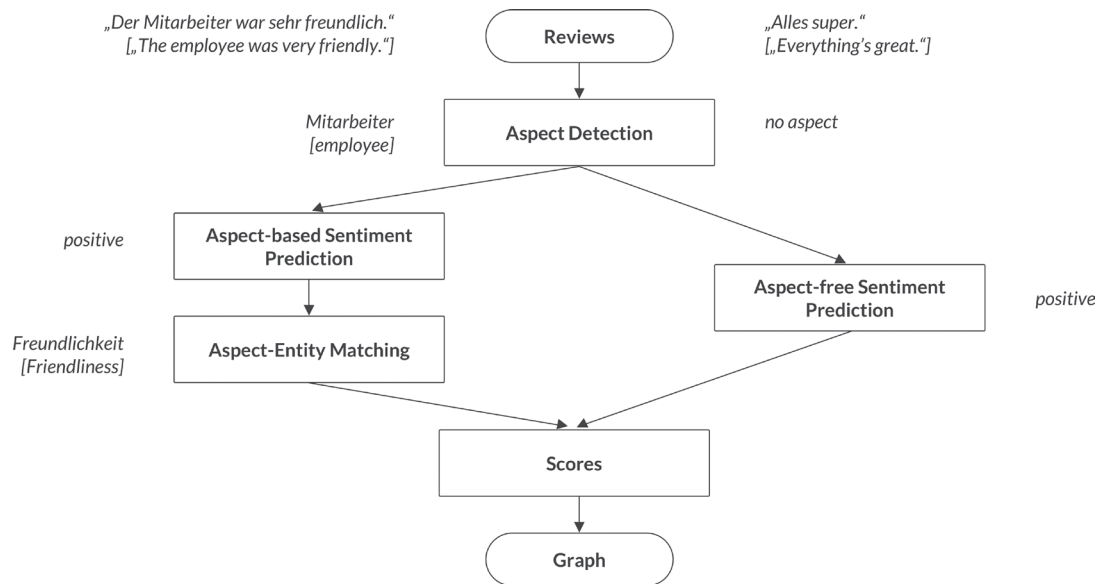 „Der Mitarbeiter war sehr freundlich.“
[„The employee was very friendly.“]
Reviews
„Alles super.“
[„Everything’s great.“]
Mitarbeiter
[employee]
Aspect Detection
no aspect
positive
Aspect-based Sentiment
Prediction
Aspect-free Sentiment
Prediction
positive
Freundlichkeit
[Friendliness]
Aspect-Entity Matching
Scores
Graph